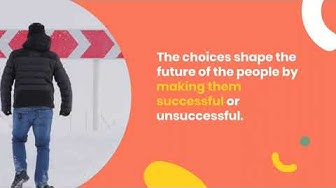 The choices shape the
future of the people by
making them
successful or
unsuccessful.